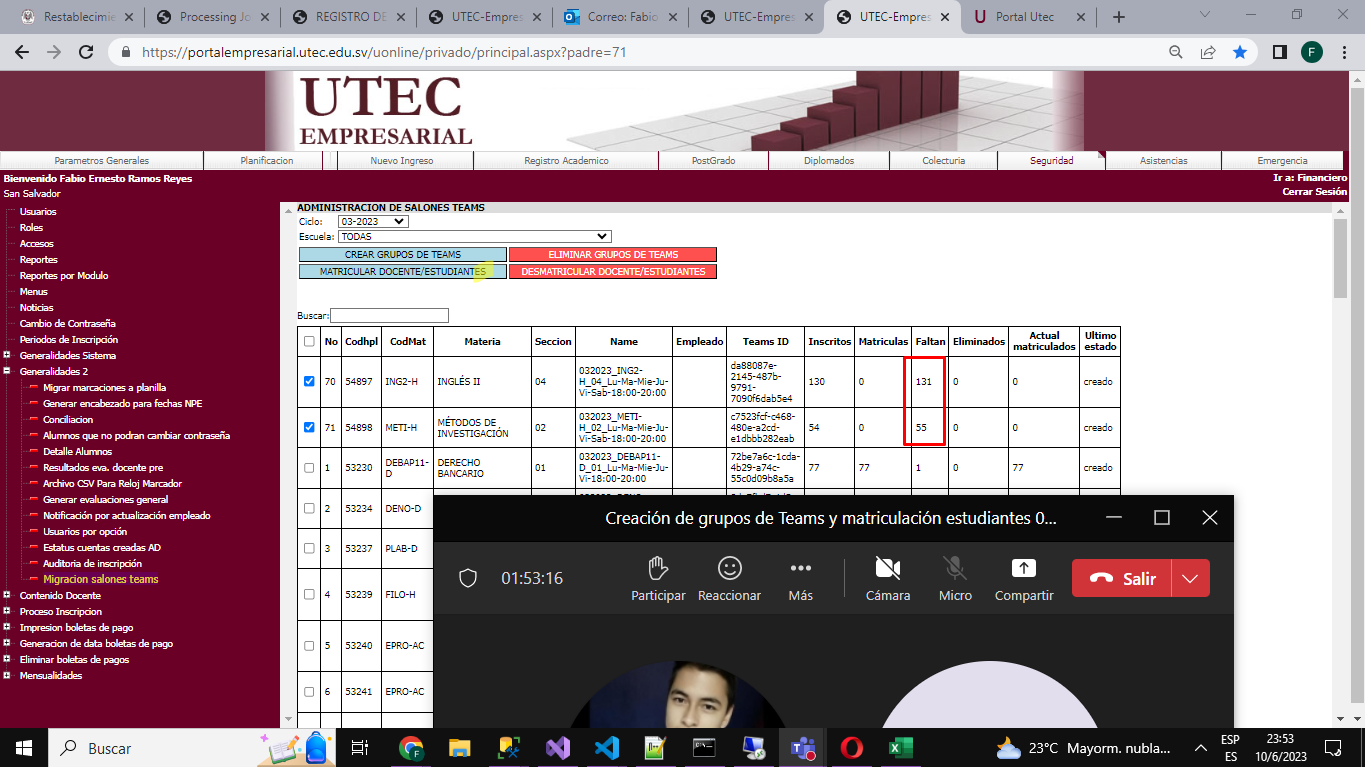 Restablecimie
Processing Jo
REGISTRO DE
UTEC-Empres
Correo: Fabio
UTEC-Empres
UTEC-Empres
Portal Utec
https://portalempresarial.utec.edu.sv/uonline/privado/principal.aspx?padre=71
F
UTEC
EMPRESARIAL
Parametros Generales
Planificacion
Nuevo Ingreso
Registro Academico
PostGrado
Diplomados
Colecturia
Seguridad
Asistencias
Emergencia
Bienvenido Fabio Ernesto Ramos Reyes
Ir a: Financiero
San Salvador
Cerrar Sesión
Usuarios
Roles
Accesos
Reportes
Reportes por Modulo
Menus
Noticias
Cambio de Contraseña
Periodos de Inscripción
Generalidades Sistema
Generalidades 2
Migrar marcaciones a planilla
Generar encabezado para fechas NPE
Conciliacion
Alumnos que no podran cambiar contraseña
Detalle Alumnos
Resultados eva. docente pre
Archivo CSV Para Reloj Marcador
Generar evaluaciones general
Notificación por actualización empleado
Usuarios por opción
Estatus cuentas creadas AD
Auditoria de inscripción
Migracion salones teams
Contenido Docente
Proceso Inscripcion
Impresion boletas de pago
Generacion de data boletas de pago
Eliminar boletas de pagos
Mensualidades
ADMINISTRACION DE SALONES TEAMS
Ciclo: 03-2023
Escuela: TODAS
CREAR GRUPOS DE TEAMS ELIMINAR GRUPOS DE TEAMS
MATRICULAR DOCENTE/ESTUDIANTES DESMATRICULAR DOCENTE/ESTUDIANTES
Buscar:
No Codhpl CodMat Materia Seccion Name Empleado Teams ID Inscritos Matriculas Faltan Eliminados Actual matriculados Ultimo estado
70 54897 ING2-H INGLÉS II 04 032023_ING2-H_04_Lu-Ma-Mie-Ju-Vi-Sab-18:00-20:00 da88087e-2145-487b-9791-7090f6dab5e4 130 0 131 0 0 creado
71 54898 METI-H MÉTODOS DE INVESTIGACIÓN 02 032023_METI-H_02_Lu-Ma-Mie-Ju-Vi-Sab-18:00-20:00 c7523fcf-c468-480e-a2cd-e1dbbb282eab 54 0 55 0 0 creado
1 53230 DEBAP11-D DERECHO BANCARIO 01 032023_DEBAP11-D_01_Lu-Ma-Mie-Ju-Vi-18:00-20:00 72be7a6c-1cda-4b29-a74c-55c0d09b8a5a 77 77 1 0 77 creado
2 53234 DENO-D
3 53237 PLAB-D
4 53239 FILO-H
5 53240 EPRO-AC
6 53241 EPRO-AC
Creación de grupos de Teams y matriculación estudiantes 0...
01:53:16
Participar
Reaccionar
Más
Cámara
Micro
Compartir
Salir
Buscar
23°C Mayorm. nubla...
ESP
ES
23:53
10/6/2023